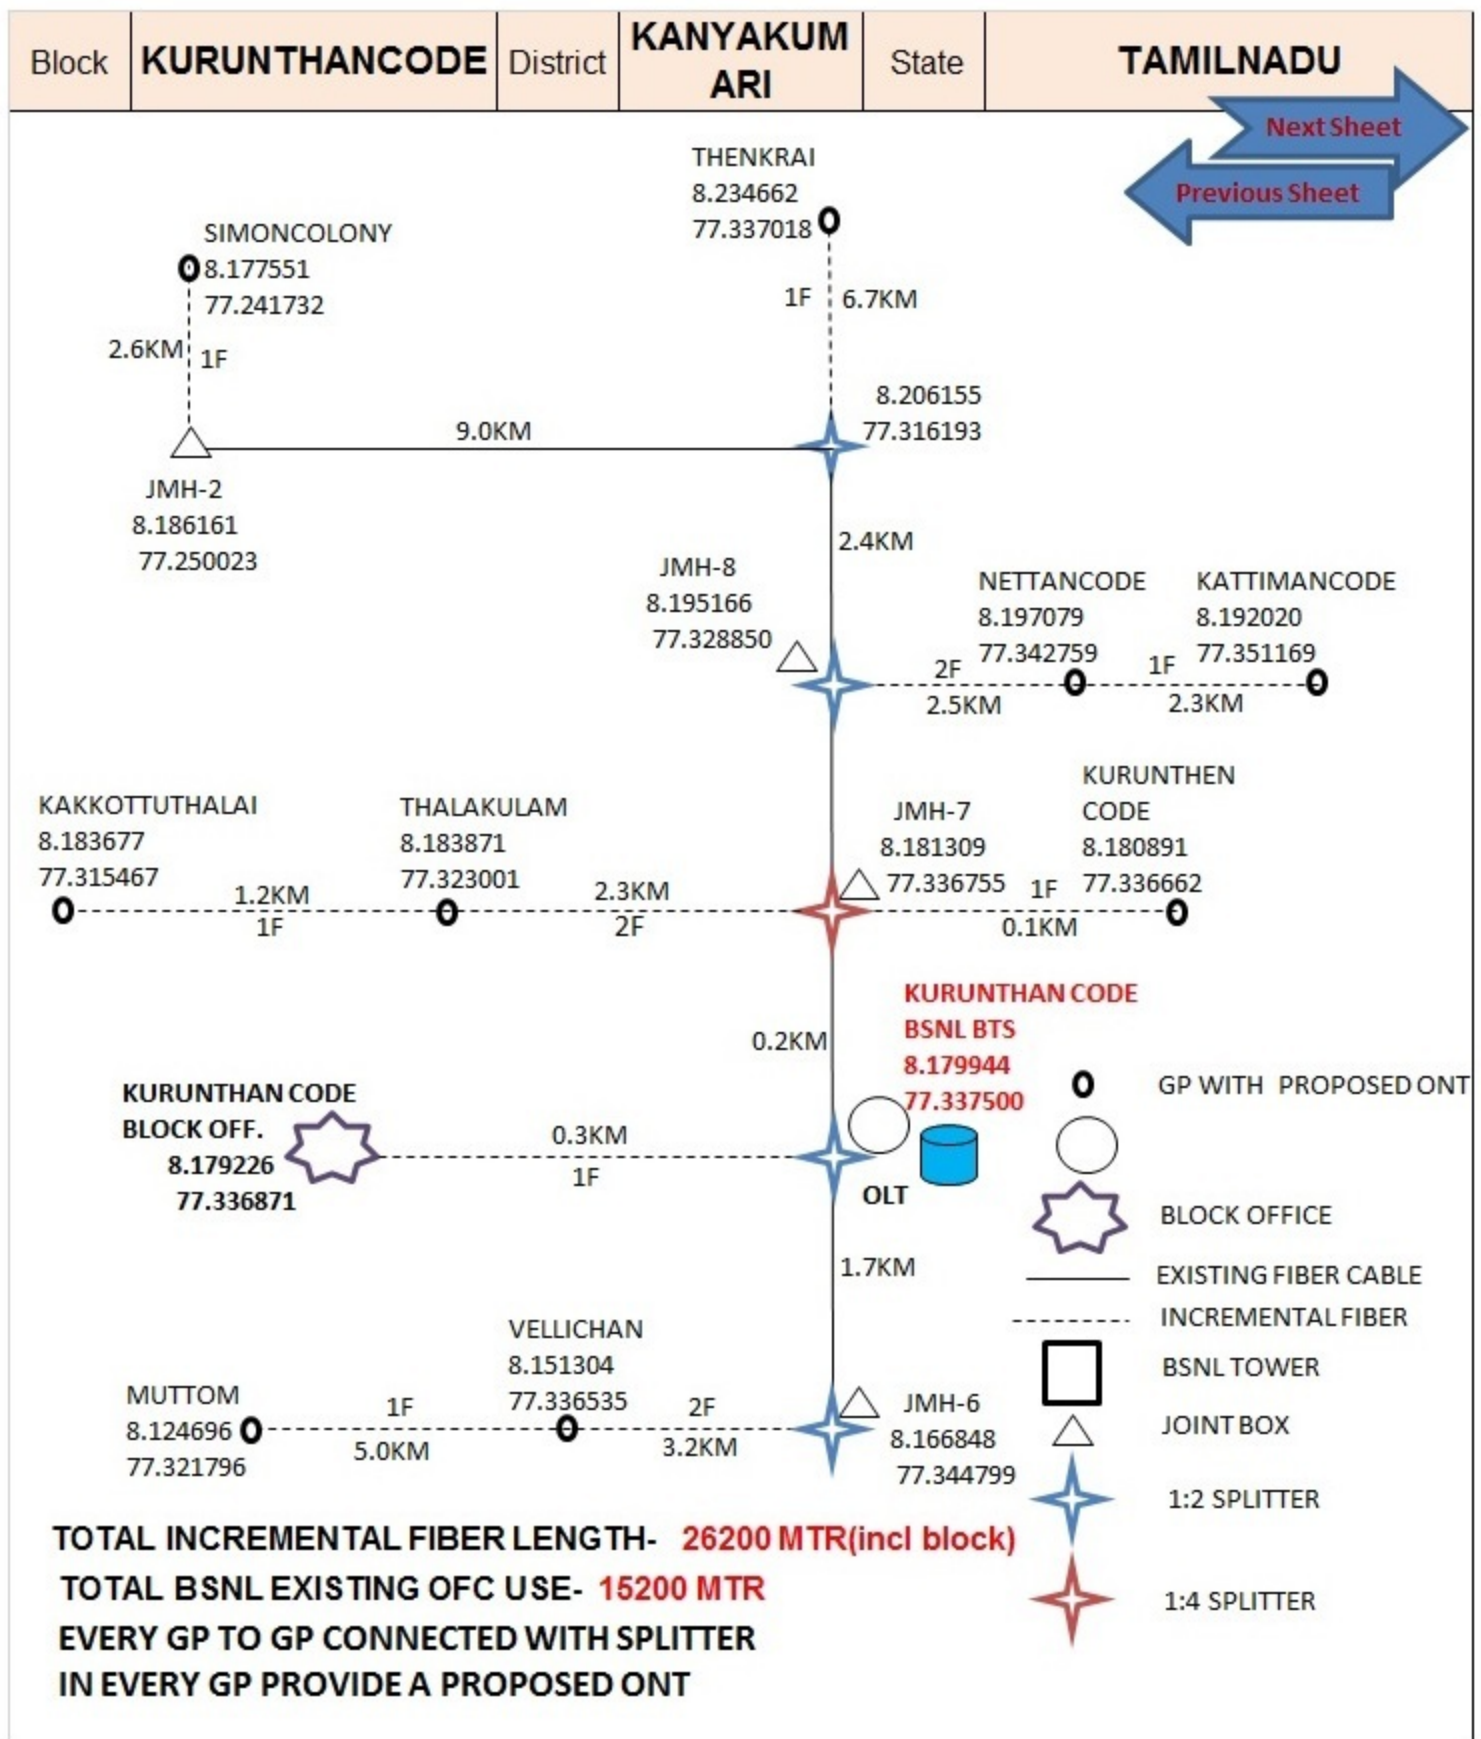 Block KURUNTHANCODE District KANYAKUM State TAMILNADU
ARI
Next Sheet
Previous Sheet
THENKRAI
8.234662
77.337018
1F 6.7KM
SIMONCOLONY
8.177551
77.241732
2.6KM 1F
8.206155
77.316193
9.0KM
JMH-2
8.186161
77.250023
2.4KM
JMH-8
8.195166
77.328850
NETTANCODE
8.197079
77.342759
KATTIMANCODE
8.192020
77.351169
2F
2.5KM
1F
2.3KM
KAKKOTTUTHALAI
8.183677
77.315467
THALAKULAM
8.183871
77.323001
JMH-7
8.181309
77.336755
KURUNTHEN
CODE
8.180891
77.336662
1.2KM
1F
2.3KM
2F
1F
0.1KM
KURUNTHAN CODE
BSNL BTS
8.179944
77.337500
0.2KM
KURUNTHAN CODE
BLOCK OFF.
8.179226
77.336871
0.3KM
1F
OLT
1.7KM
VELLICHAN
8.151304
77.336535
MUTTOM
8.124696
77.321796
1F
5.0KM
2F
3.2KM
JMH-6
8.166848
77.344799
GP WITH PROPOSED ONT
BLOCK OFFICE
EXISTING FIBER CABLE
INCREMENTAL FIBER
BSNL TOWER
JOINT BOX
1:2 SPLITTER
1:4 SPLITTER
TOTAL INCREMENTAL FIBER LENGTH- 26200 MTR(incl block)
TOTAL BSNL EXISTING OFC USE- 15200 MTR
EVERY GP TO GP CONNECTED WITH SPLITTER
IN EVERY GP PROVIDE A PROPOSED ONT